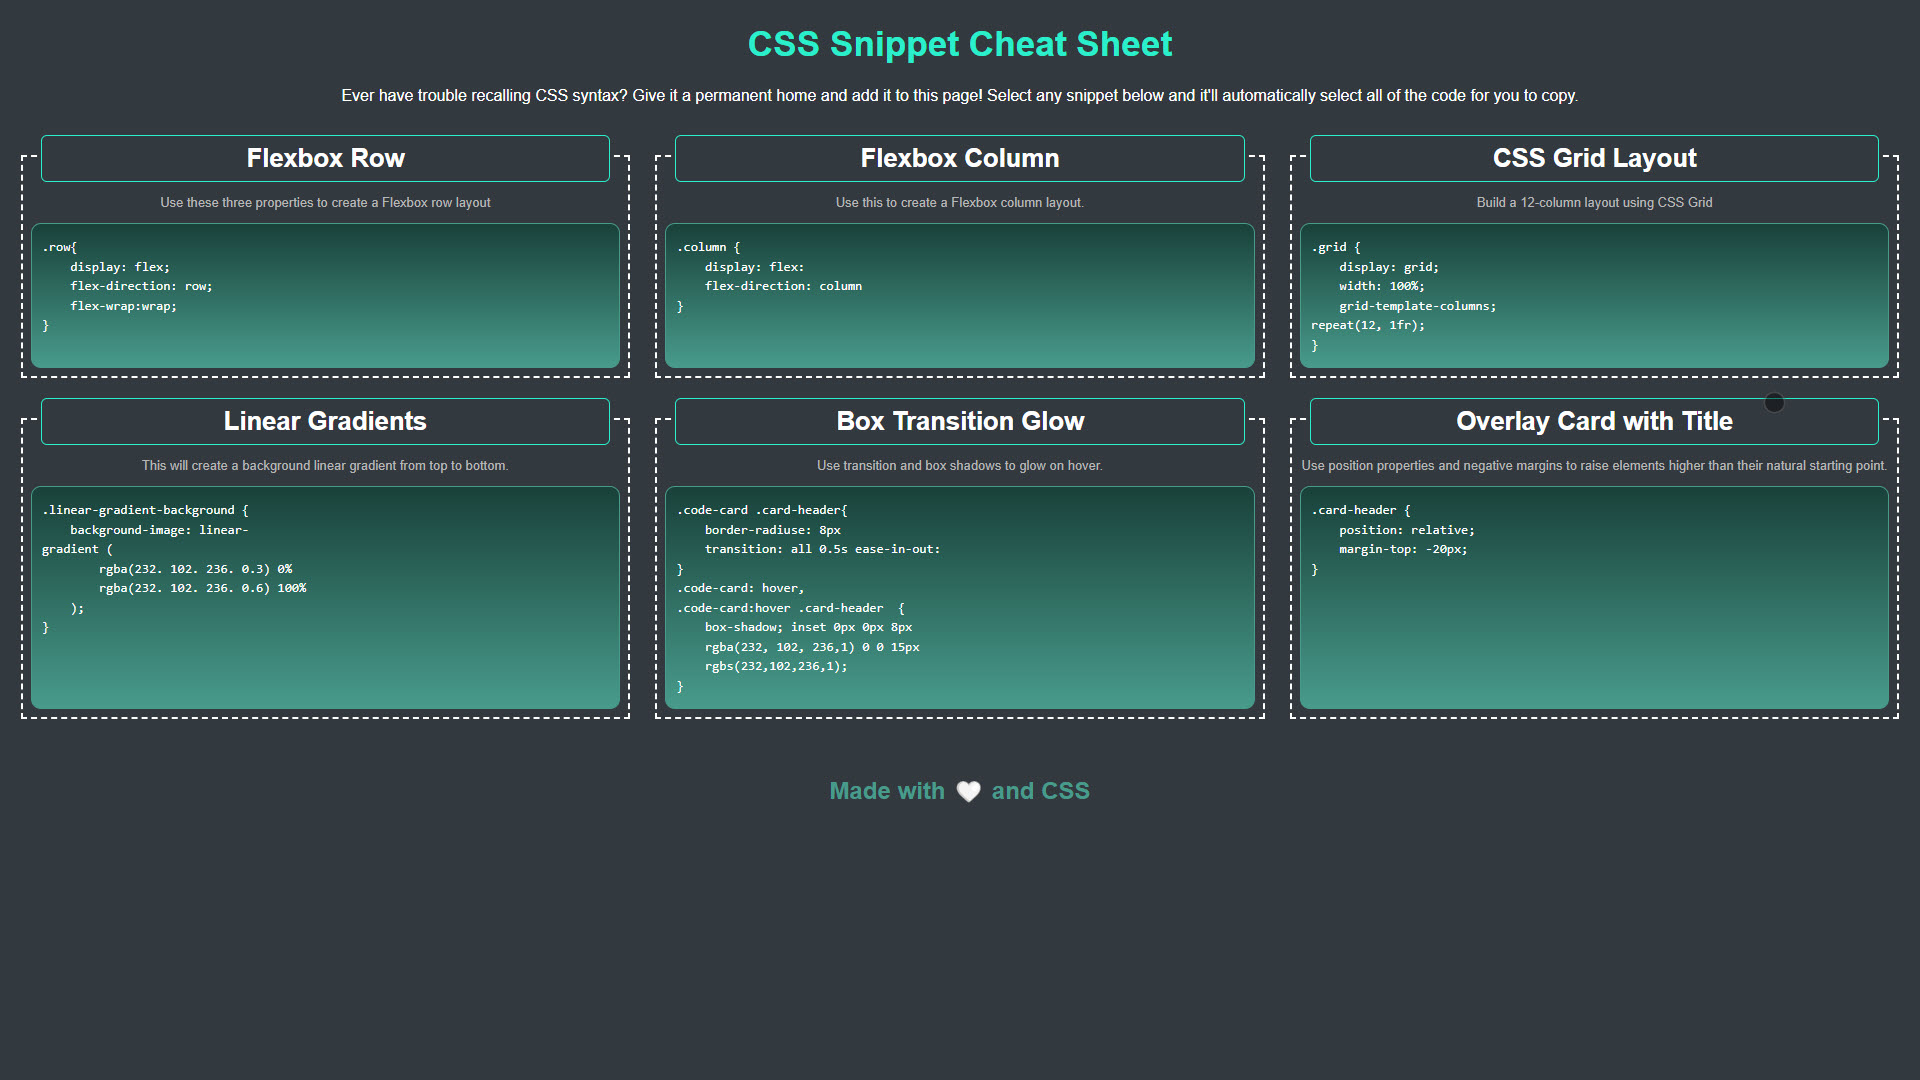 CSS Snippet Cheat Sheet
Ever have trouble recalling CSS syntax? Give it a permanent home and add it to this page! Select any snippet below and it'll automatically select all of the code for you to copy.
Flexbox Row
Use these three properties to create a Flexbox row layout
.row{
    display: flex;
    flex-direction: row;
    flex-wrap:wrap;
}
Flexbox Column
Use this to create a Flexbox column layout.
.column {
    display: flex:
    flex-direction: column
}
CSS Grid Layout
Build a 12-column layout using CSS Grid
.grid {
    display: grid;
    width: 100%;
    grid-template-columns;
repeat(12, 1fr);
}
Linear Gradients
This will create a background linear gradient from top to bottom.
.linear-gradient-background {
    background-image: linear-
gradient (
        rgba(232. 102. 236. 0.3) 0%
        rgba(232. 102. 236. 0.6) 100%
    );
}
Box Transition Glow
Use transition and box shadows to glow on hover.
.code-card .card-header{
    border-radiuse: 8px
    transition: all 0.5s ease-in-out:
}
.code-card: hover,
.code-card:hover .card-header  {
    box-shadow; inset 0px 0px 8px
    rgba(232, 102, 236,1) 0 0 15px
    rgbs(232,102,236,1);
}
Overlay Card with Title
Use position properties and negative margins to raise elements higher than their natural starting point.
.card-header {
    position: relative;
    margin-top: -20px;
}
Made with 🤍 and CSS